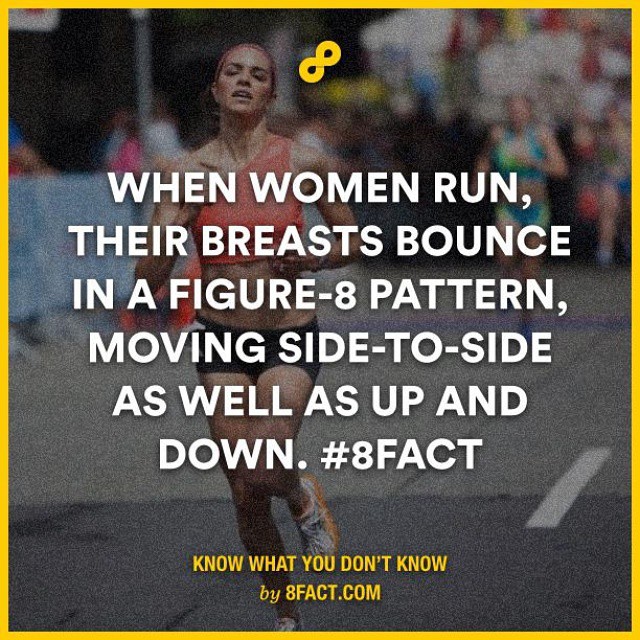 WHEN WOMEN RUN,
THEIR BREASTS BOUNCE
IN A FIGURE-8 PATTERN,
MOVING SIDE-TO-SIDE
AS WELL AS UP AND
DOWN. #8FACT
KNOW WHAT YOU DON'T KNOW
by 8FACT.COM